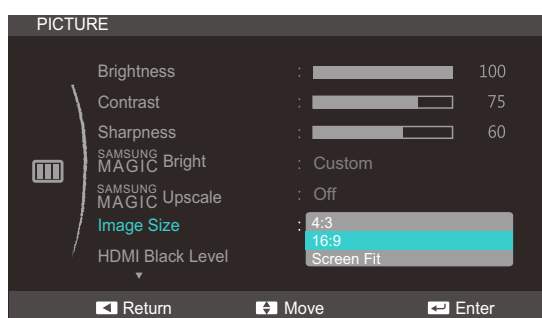 PICTURE
Brightness : 100
Contrast : 75
Sharpness : 60
SAMSUNG MAGIC Bright : Custom
SAMSUNG MAGIC Upscale : Off
Image Size : 4:3
16:9
Screen Fit
HDMI Black Level
Return Move Enter